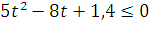 5t² − 8t + 1,4 ≤ 0